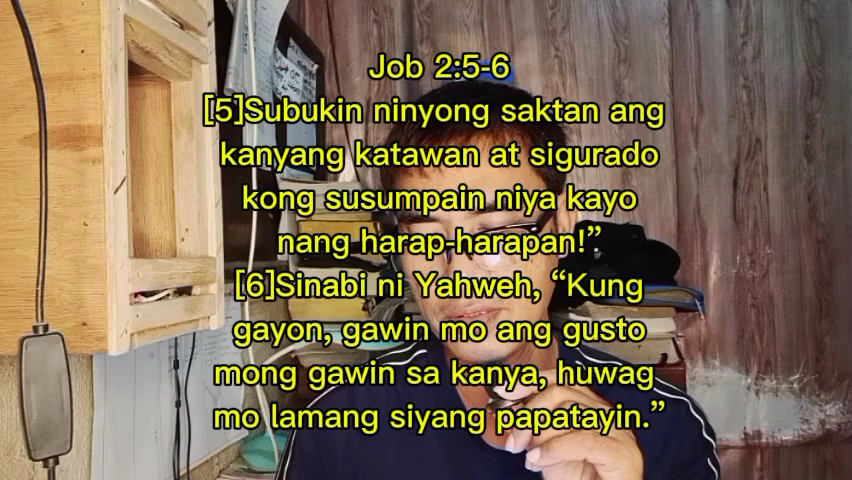 Job 2:5-6
[5]Subukin ninyong saktan ang
kanyang katawan at sigurado
kong susumpain niya kayo
nang harap-harapan!”
[6]Sinabi ni Yahweh, “Kung
gayon, gawin mo ang gusto
mong gawin sa kanya, huwag
mo lamang siyang papatayin.”